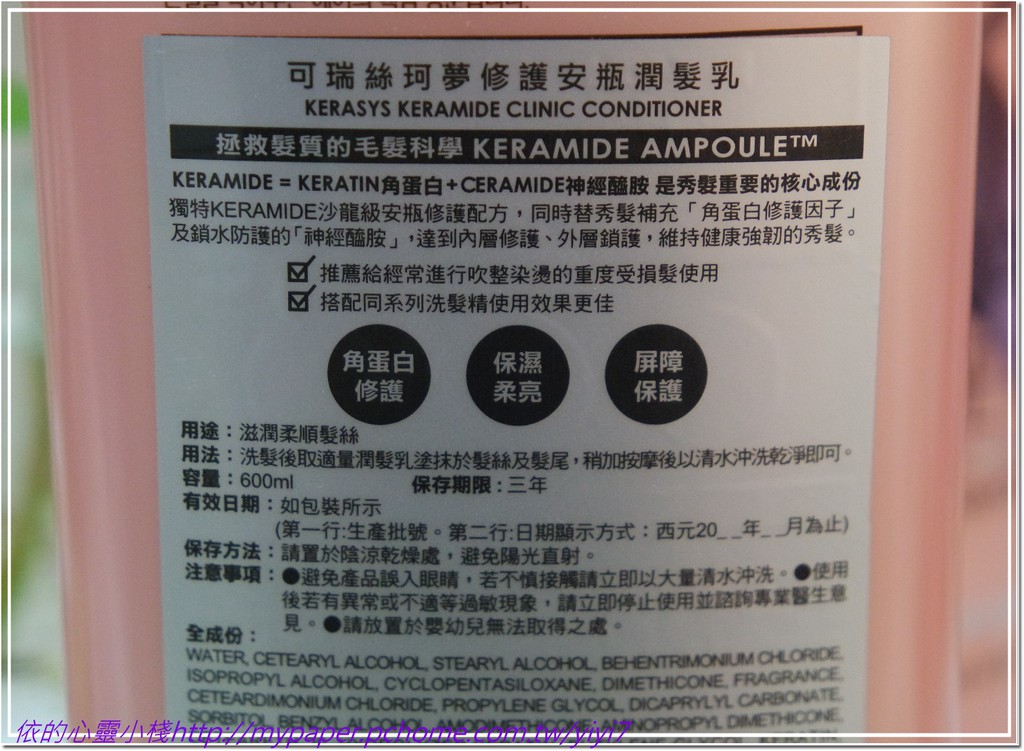 可瑞絲珂夢修護安瓶潤髮乳
KERASYS KERAMIDE CLINIC CONDITIONER
拯救髮質的毛髮科學 KERAMIDE AMPOULE™
KERAMIDE = KERATIN角蛋白+CERAMIDE神經醯胺 是秀髮重要的核心成份
獨特KERAMIDE沙龍級安瓶修護配方，同時替秀髮補充「角蛋白修護因子」
及鎖水防護的「神經醯胺」，達到內層修護、外層鎖護，維持健康強韌的秀髮。
☑ 推薦給經常進行吹整染燙的重度受損髮使用
☑ 搭配同系列洗髮精使用效果更佳
角蛋白
修護
保濕
柔亮
屏障
保護
用途：滋潤柔順髮絲
用法：洗髮後取適量潤髮乳塗抹於髮絲及髮尾，稍加按摩後以清水沖洗乾淨即可。
容量：600ml 保存期限：三年
有效日期：如包裝所示
(第一行:生產批號。第二行:日期顯示方式：西元20_ _年_ _月為止)
保存方法：請置於陰涼乾燥處，避免陽光直射。
注意事項：●避免產品誤入眼睛，若不慎接觸請立即以大量清水沖洗。●使用
後若有異常或不適等過敏現象，請立即停止使用並諮詢專業醫生意
見。●請放置於嬰幼兒無法取得之處。
全成份：
WATER, CETEARYL ALCOHOL, STEARYL ALCOHOL, BEHENTRIMONIUM CHLORIDE,
ISOPROPYL ALCOHOL, CYCLOPENTASILOXANE, DIMETHICONE, FRAGRANCE,
CETEARDIMONIUM CHLORIDE, PROPYLENE GLYCOL, DICAPRYLYL CARBONATE,
BENZYL ALCOHOL, AMODIMETHICONE, AMINOPROPYL DIMETHICONE,
依的心靈小棧http://mypaper.pchome.com.tw/yiyi7